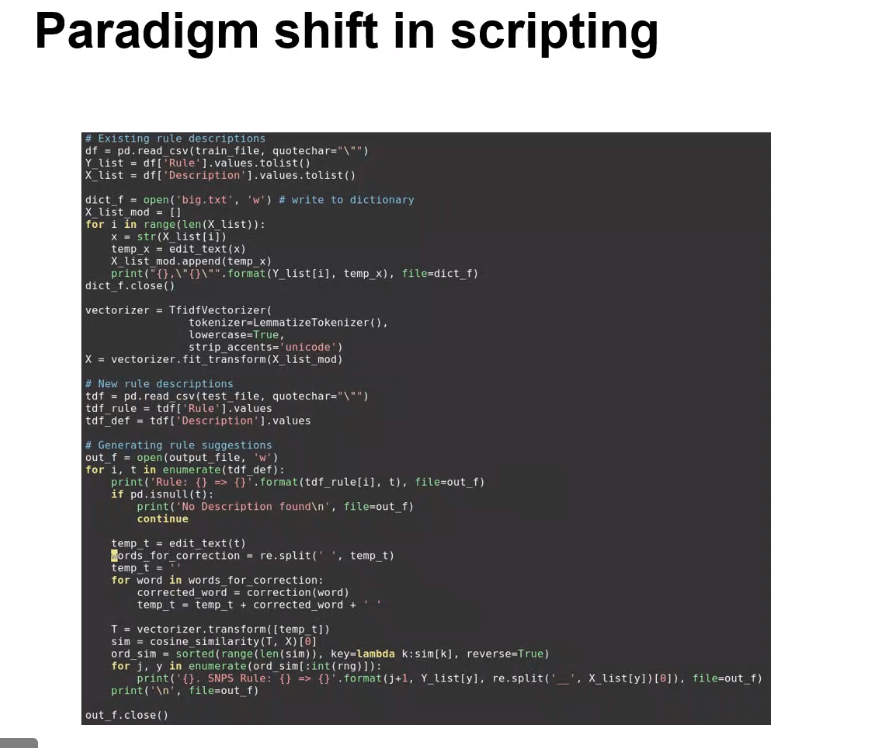 Paradigm shift in scripting
# Existing rule descriptions
df = pd.read_csv(train_file, quotechar="\"")
Y_list = df['Rule'].values.tolist()
X_list = df['Description'].values.tolist()
dict_f = open('big.txt', 'w') # write to dictionary
X_list_mod = []
for i in range(len(X_list)):
    x = str(X_list[i])
    temp_x = edit_text(x)
    X_list_mod.append(temp_x)
    print("{},\"{}\"".format(Y_list[i], temp_x), file=dict_f)
dict_f.close()
vectorizer = TfidfVectorizer(
                tokenizer=LemmatizeTokenizer(),
                lowercase=True,
                strip_accents='unicode')
X = vectorizer.fit_transform(X_list_mod)
# New rule descriptions
tdf = pd.read_csv(test_file, quotechar="\"")
tdf_rule = tdf['Rule'].values
tdf_def = tdf['Description'].values
# Generating rule suggestions
out_f = open(output_file, 'w')
for i, t in enumerate(tdf_def):
    print('Rule: {} => {}'.format(tdf_rule[i], t), file=out_f)
    if pd.isnull(t):
        print('No Description found\n', file=out_f)
        continue
    temp_t = edit_text(t)
    words_for_correction = re.split(' ', temp_t)
    temp_t = ''
    for word in words_for_correction:
        corrected_word = correction(word)
        temp_t = temp_t + corrected_word + ' '
    T = vectorizer.transform([temp_t])
    sim = cosine_similarity(T, X)[0]
    ord_sim = sorted(range(len(sim)), key=lambda k:sim[k], reverse=True)
    for j, y in enumerate(ord_sim[:int(rng)]):
        print('{}. SNPS Rule: {} => {}'.format(j+1, Y_list[y], re.split('__', X_list[y])[0]), file=out_f)
    print('\n', file=out_f)
out_f.close()